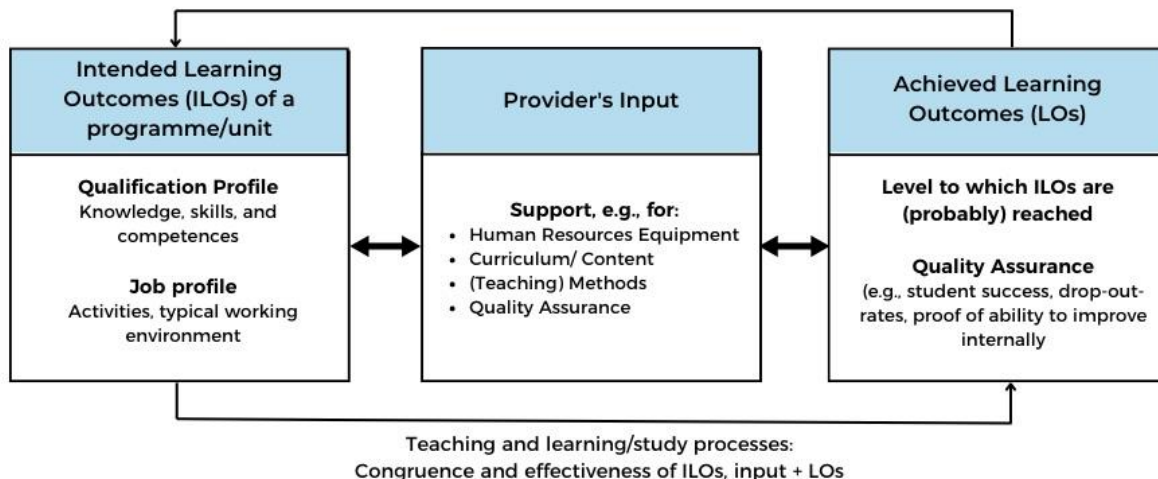 Intended Learning
Outcomes (ILOs) of a
programme/unit
Qualification Profile
Knowledge, skills, and
competences
Job profile
Activities, typical working
environment
Provider's Input
Support, e.g., for:
• Human Resources Equipment
• Curriculum/ Content
• (Teaching) Methods
• Quality Assurance
Achieved Learning
Outcomes (LOs)
Level to which ILOs are
(probably) reached
Quality Assurance
(e.g., student success, drop-out-
rates, proof of ability to improve
internally
Teaching and learning/study processes:
Congruence and effectiveness of ILOs, input + LOs